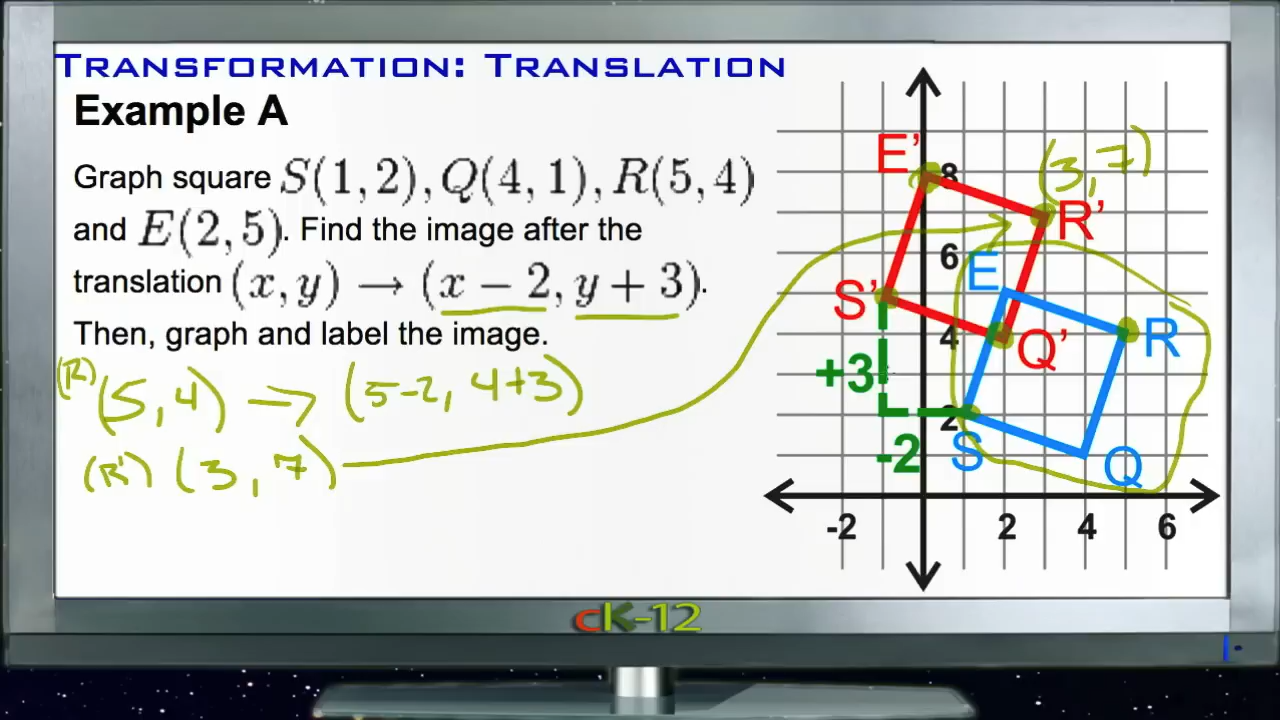 TRANSFORMATION: TRANSLATION
Example A
Graph square S(1,2), Q(4,1), R(5,4)
and E(2,5). Find the image after the
translation (x, y) → (x − 2, y + 3).
Then, graph and label the image.
(R) (5,4) → (5-2, 4+3)
(R') (3,7)
(3,7)
E' 8
R'
6
E
S'
4 Q' R
+3
2
-2 S Q
-2 2 4 6
cK-12